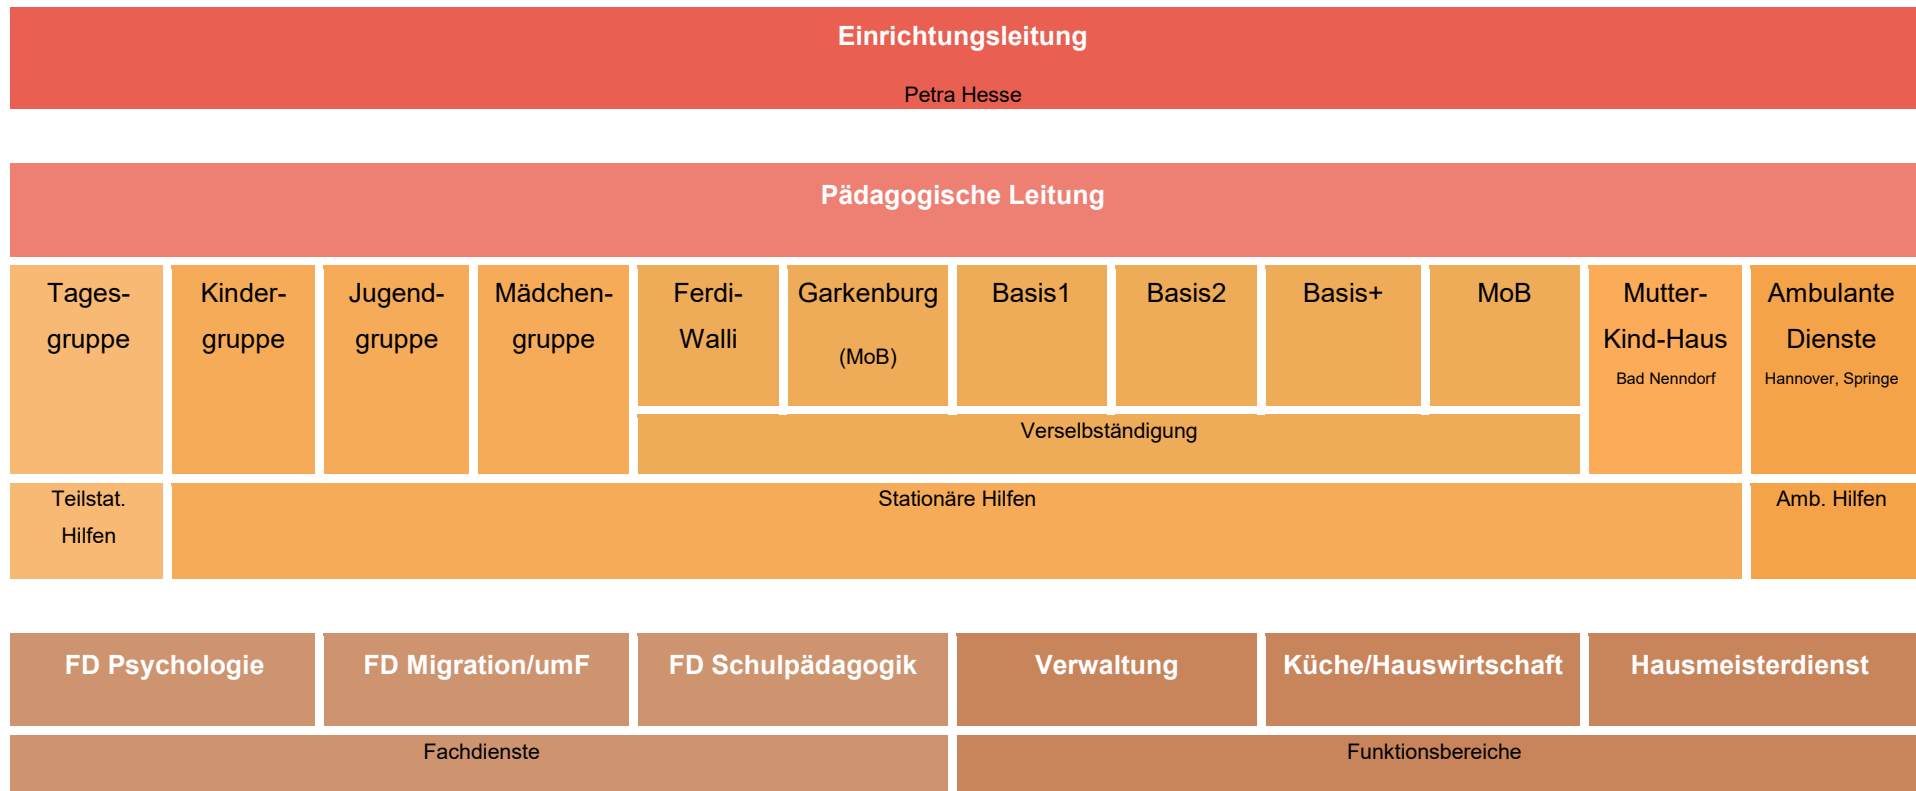 Einrichtungsleitung
Petra Hesse
Pädagogische Leitung
Tages-
gruppe
Kinder-
gruppe
Jugend-
gruppe
Mädchen-
gruppe
Ferdi-
Walli
Garkenburg
(MoB)
Basis1
Basis2
Basis+
MoB
Mutter-
Kind-Haus
Bad Nenndorf
Ambulante
Dienste
Hannover, Springe
Verselbständigung
Teilstat.
Hilfen
Stationäre Hilfen
Amb. Hilfen
FD Psychologie
FD Migration/umF
FD Schulpädagogik
Verwaltung
Küche/Hauswirtschaft
Hausmeisterdienst
Fachdienste
Funktionsbereiche